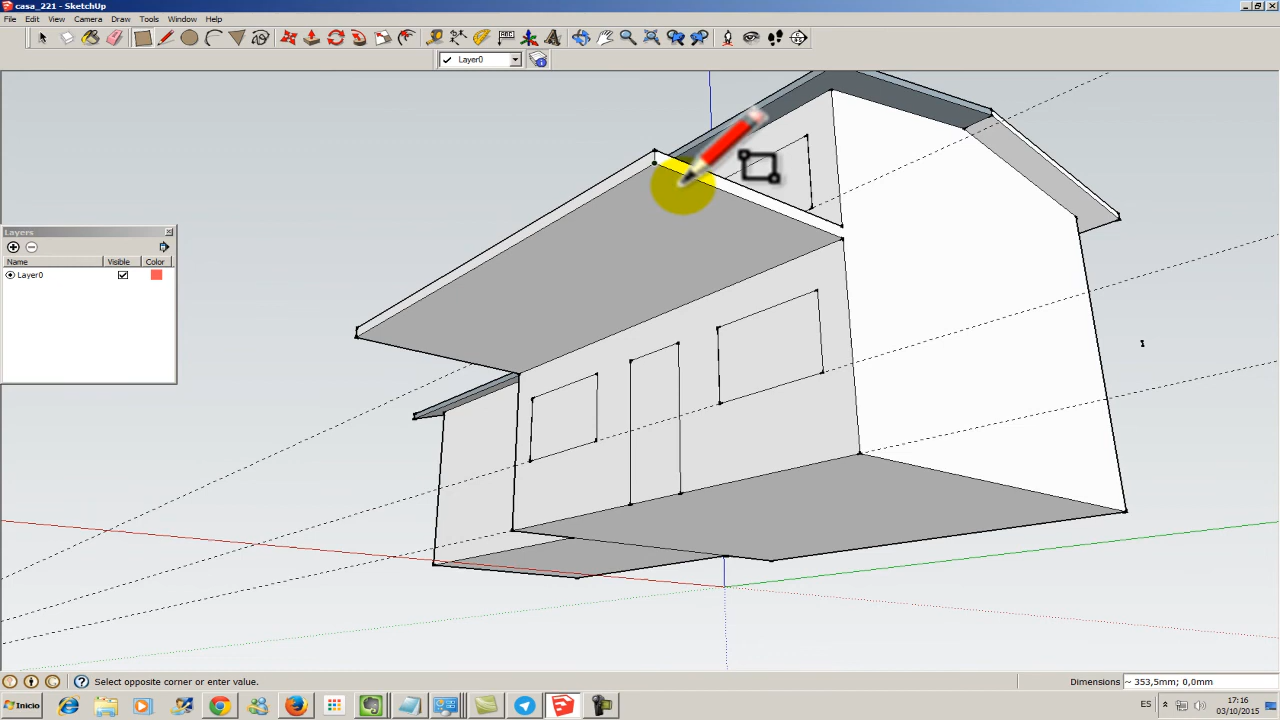 casa_221 - SketchUp
File Edit View Camera Draw Tools Window Help
Layer0
Layers
Name Visible Color
Layer0
Select opposite corner or enter value.
Dimensions ~ 353,5mm; 0,0mm
Inicio
ES
17:16
03/10/2015